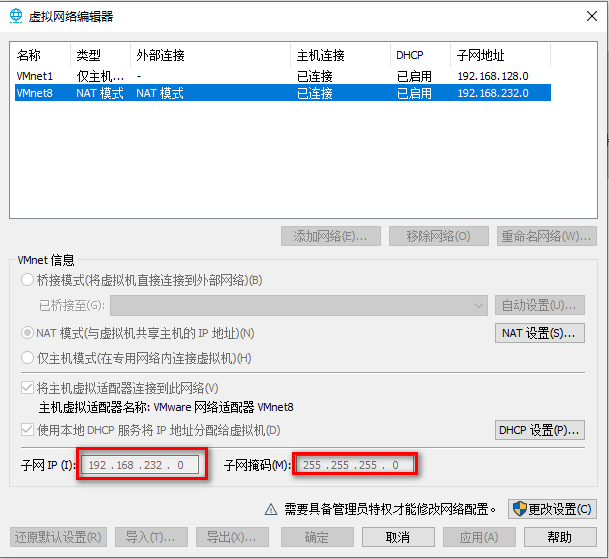 虚拟网络编辑器
名称 类型 外部连接 主机连接 DHCP 子网地址
VMnet1 仅主机... - 已连接 已启用 192.168.128.0
VMnet8 NAT 模式 NAT 模式 已连接 已启用 192.168.232.0
添加网络(E)... 移除网络(O) 重命名网络(W)...
VMnet 信息
桥接模式(将虚拟机直接连接到外部网络)(B)
已桥接至(G): 自动设置(U)...
NAT 模式(与虚拟机共享主机的 IP 地址)(N) NAT 设置(S)...
仅主机模式(在专用网络内连接虚拟机)(H)
将主机虚拟适配器连接到此网络(V)
主机虚拟适配器名称: VMware 网络适配器 VMnet8
使用本地 DHCP 服务将 IP 地址分配给虚拟机(D) DHCP 设置(P)...
子网 IP (I): 192 . 168 . 232 . 0 子网掩码(M): 255 . 255 . 255 . 0
需要具备管理员特权才能修改网络配置。 更改设置(C)
还原默认设置(R) 导入(T)... 导出(X)... 确定 取消 应用(A) 帮助